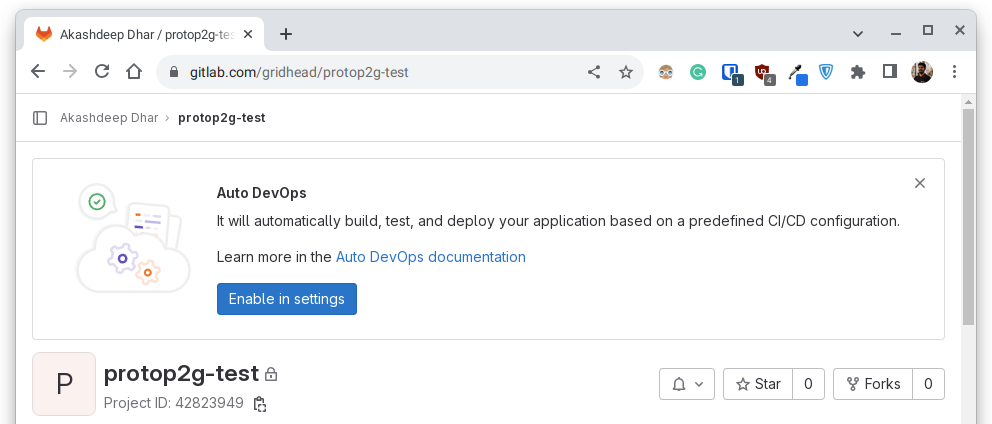 Akashdeep Dhar / protop2g-tes
gitlab.com/gridhead/protop2g-test
1
4
Akashdeep Dhar › protop2g-test
Auto DevOps
It will automatically build, test, and deploy your application based on a predefined CI/CD configuration.
Learn more in the Auto DevOps documentation
Enable in settings
P
protop2g-test
Star 0
Forks 0
Project ID: 42823949